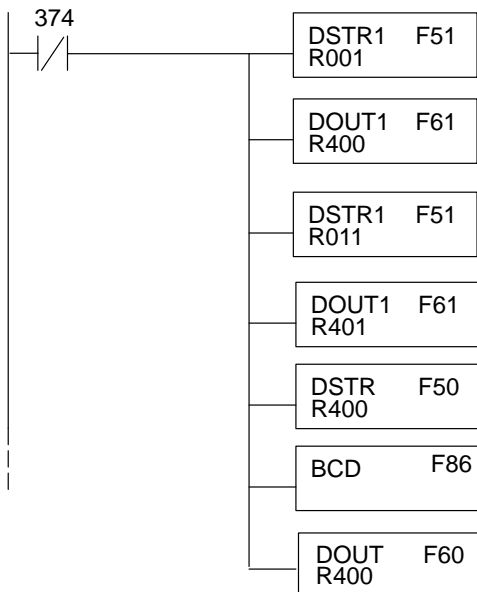 374
DSTR1 F51
R001
DOUT1 F61
R400
DSTR1 F51
R011
DOUT1 F61
R401
DSTR F50
R400
BCD F86
DOUT F60
R400